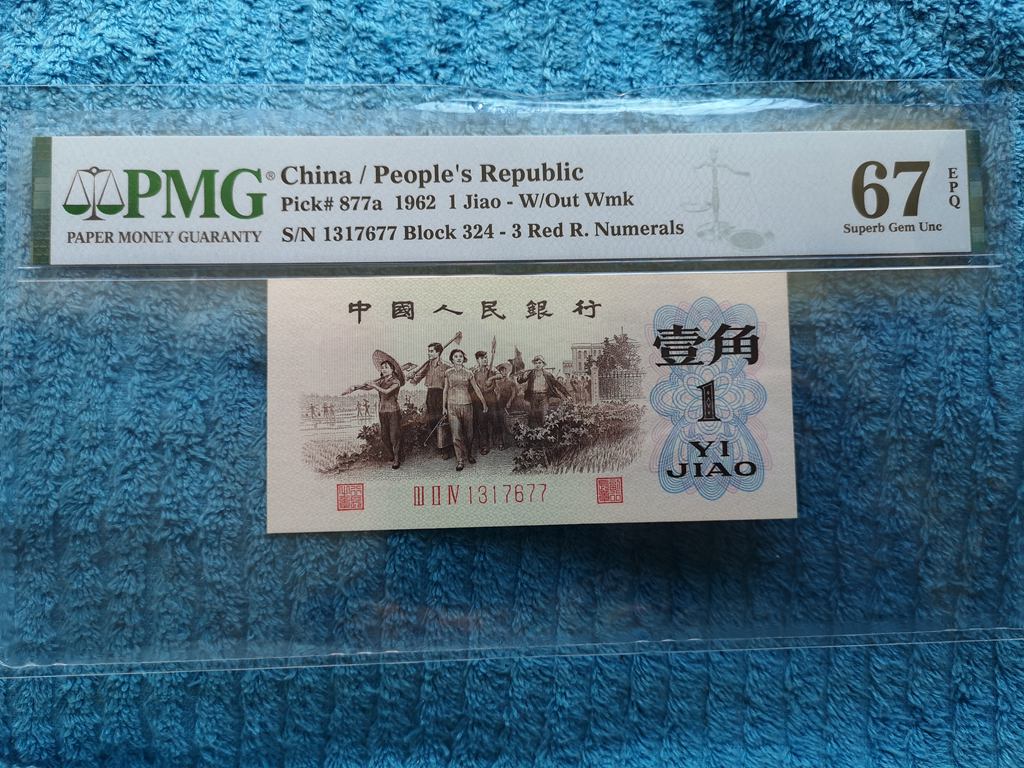 PMG®
PAPER MONEY GUARANTY
China / People's Republic
Pick# 877a 1962 1 Jiao - W/Out Wmk
S/N 1317677 Block 324 - 3 Red R. Numerals
67
EPQ
Superb Gem Unc
中國人民銀行
壹角
1
YI
JIAO
III II IV 1317677